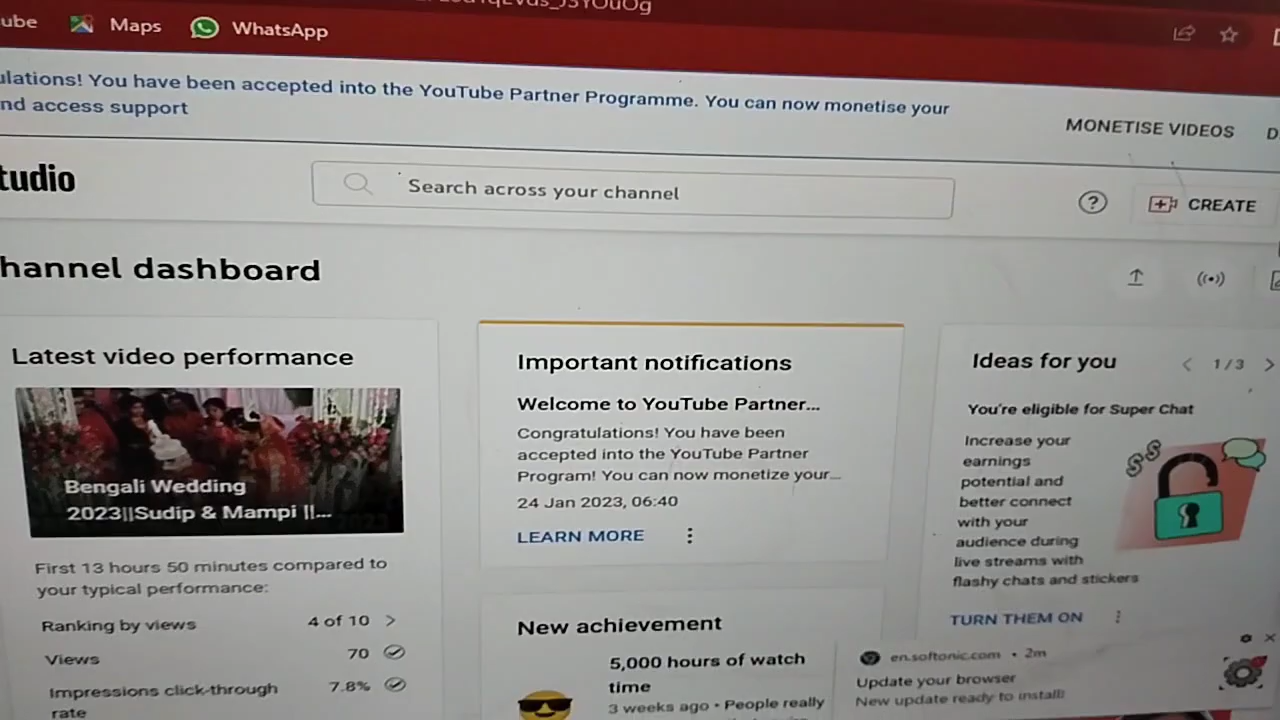 ube Maps WhatsApp
ulations! You have been accepted into the YouTube Partner Programme. You can now monetise your
nd access support
MONETISE VIDEOS D
tudio
Search across your channel
CREATE
hannel dashboard
Latest video performance
Bengali Wedding
2023||Sudip & Mampi ||...
First 13 hours 50 minutes compared to
your typical performance:
Ranking by views 4 of 10
Views 70
Impressions click-through 7.8%
rate
Important notifications
Welcome to YouTube Partner...
Congratulations! You have been
accepted into the YouTube Partner
Program! You can now monetize your...
24 Jan 2023, 06:40
LEARN MORE
New achievement
5,000 hours of watch
time
3 weeks ago • People really
Ideas for you 1/3
You're eligible for Super Chat
Increase your
earnings
potential and
better connect
with your
audience during
live streams with
flashy chats and stickers
TURN THEM ON
en.softonic.com • 2m
Update your browser
New update ready to install!